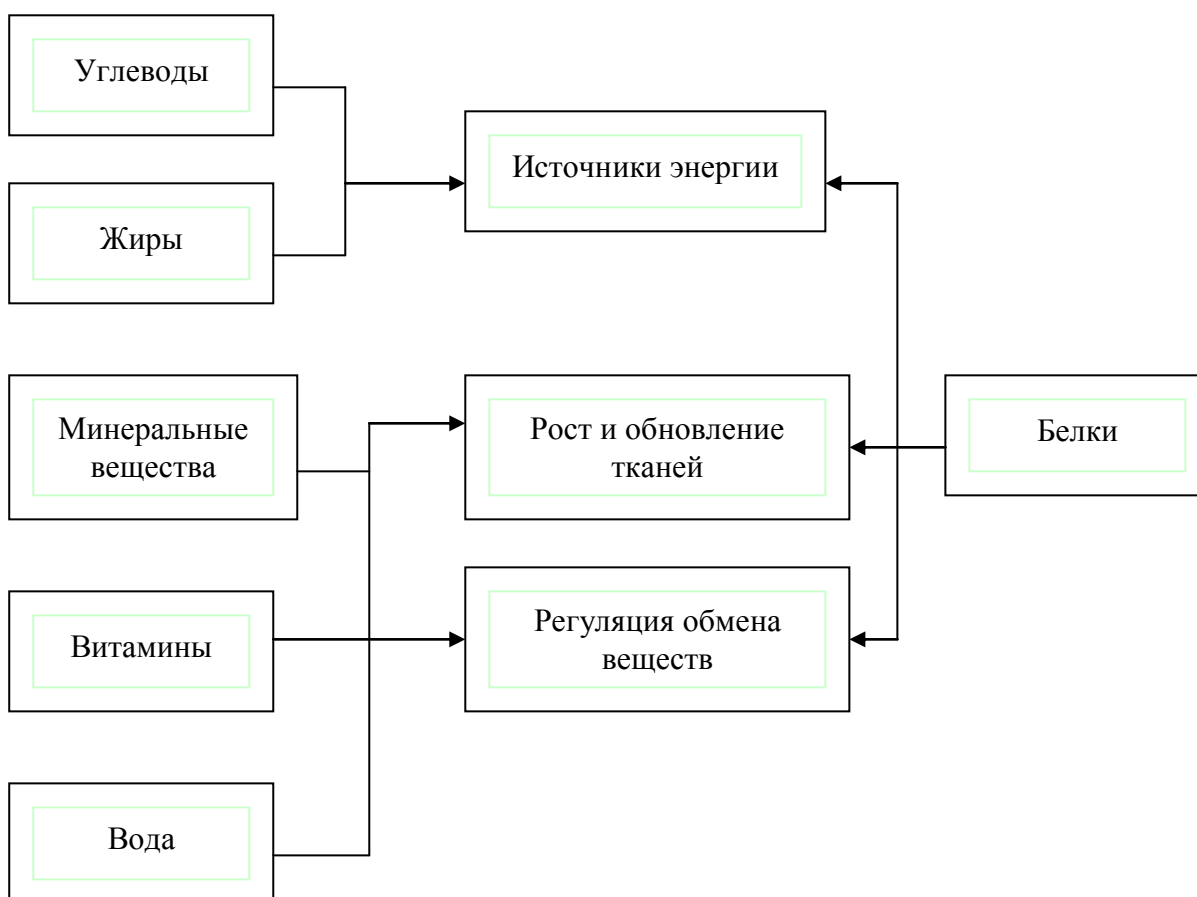 Углеводы
Источники энергии
Жиры
Минеральные
вещества
Рост и обновление
тканей
Белки
Витамины
Регуляция обмена
веществ
Вода